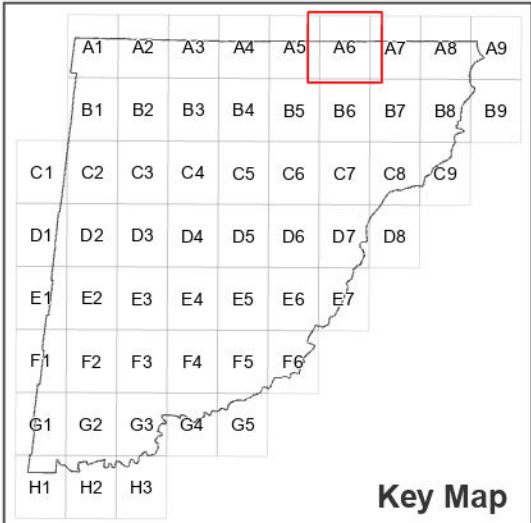 A1 A2 A3 A4 A5 A6 A7 A8 A9
B1 B2 B3 B4 B5 B6 B7 B8 B9
C1 C2 C3 C4 C5 C6 C7 C8 C9
D1 D2 D3 D4 D5 D6 D7 D8
E1 E2 E3 E4 E5 E6 E7
F1 F2 F3 F4 F5 F6
G1 G2 G3 G4 G5
H1 H2 H3
Key Map